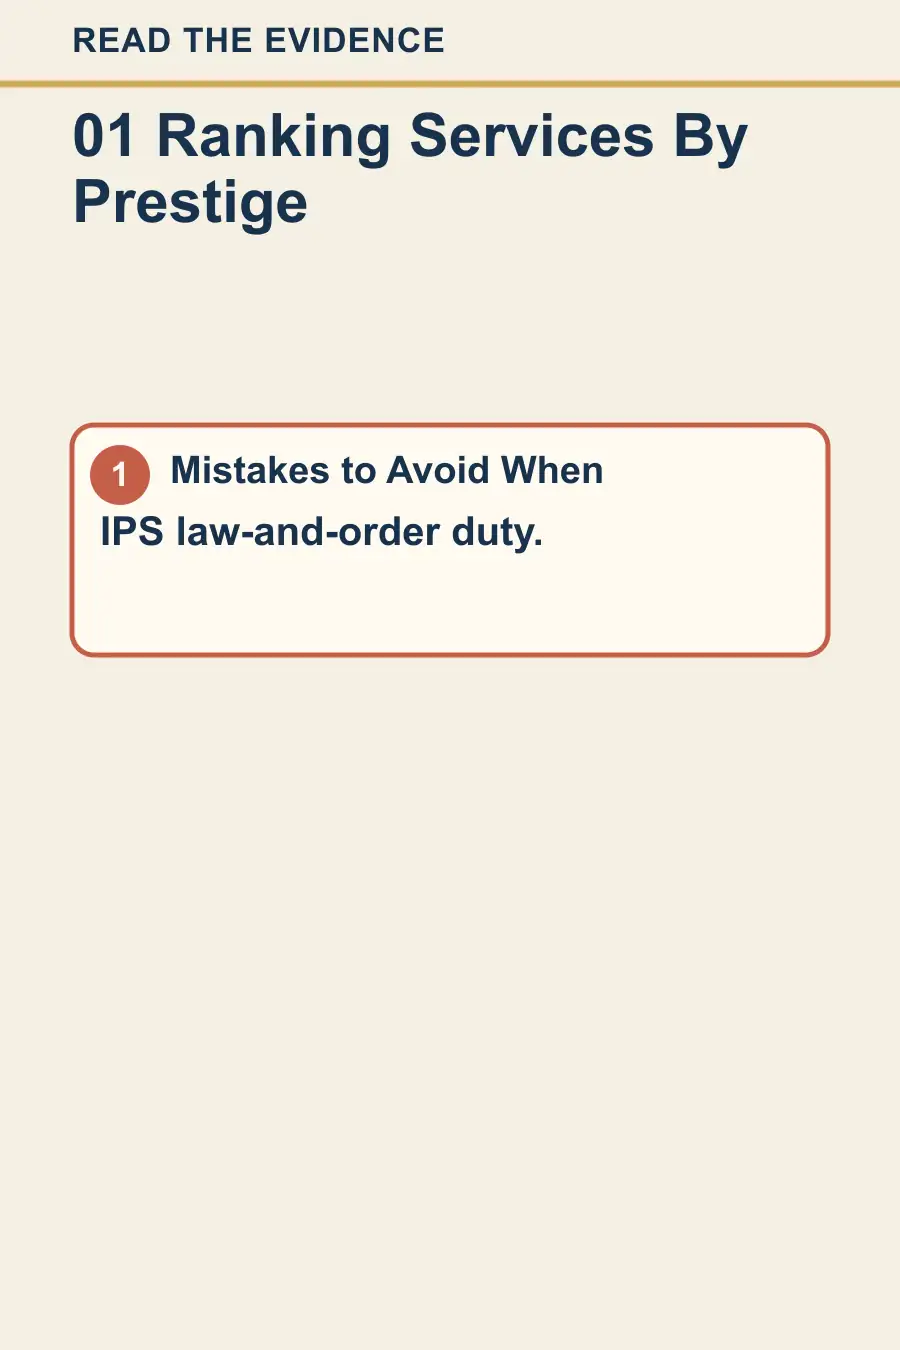 READ THE EVIDENCE
01 Ranking Services By
Prestige
1 Mistakes to Avoid When
IPS law-and-order duty.